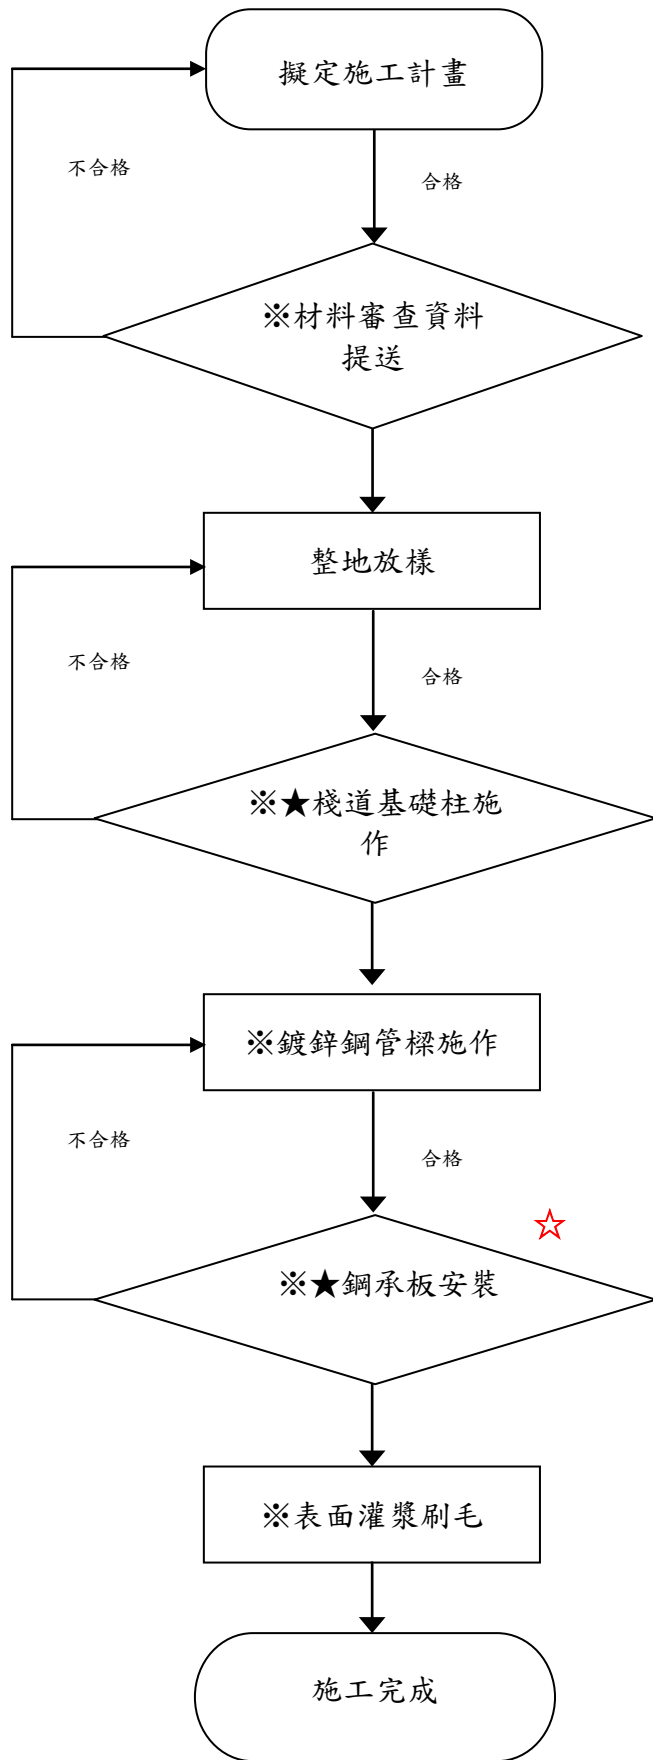 擬定施工計畫
不合格
合格
※材料審查資料
提送
整地放樣
不合格
合格
※★棧道基礎柱施
作
※鍍鋅鋼管樑施作
不合格
合格
☆
※★鋼承板安裝
※表面灌漿刷毛
施工完成